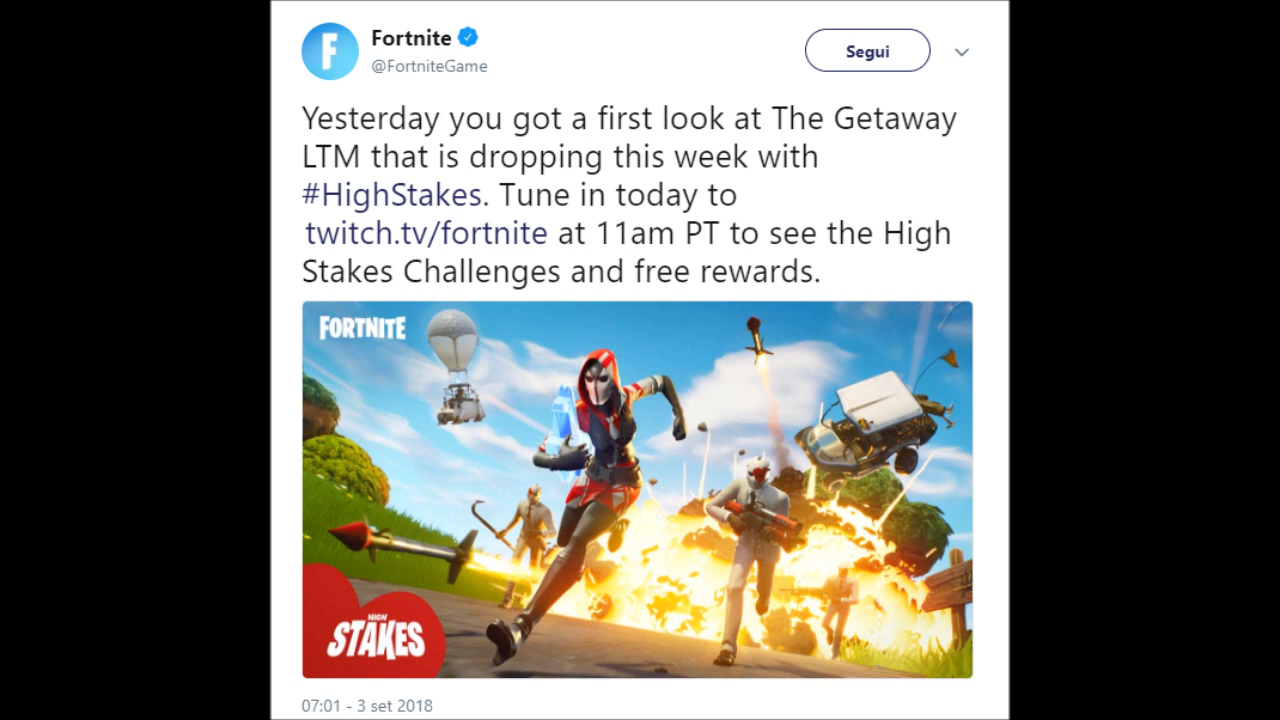 Fortnite
@FortniteGame
Segui
Yesterday you got a first look at The Getaway
LTM that is dropping this week with
#HighStakes. Tune in today to
twitch.tv/fortnite at 11am PT to see the High
Stakes Challenges and free rewards.
FORTNITE
HIGH
STAKES
07:01 - 3 set 2018